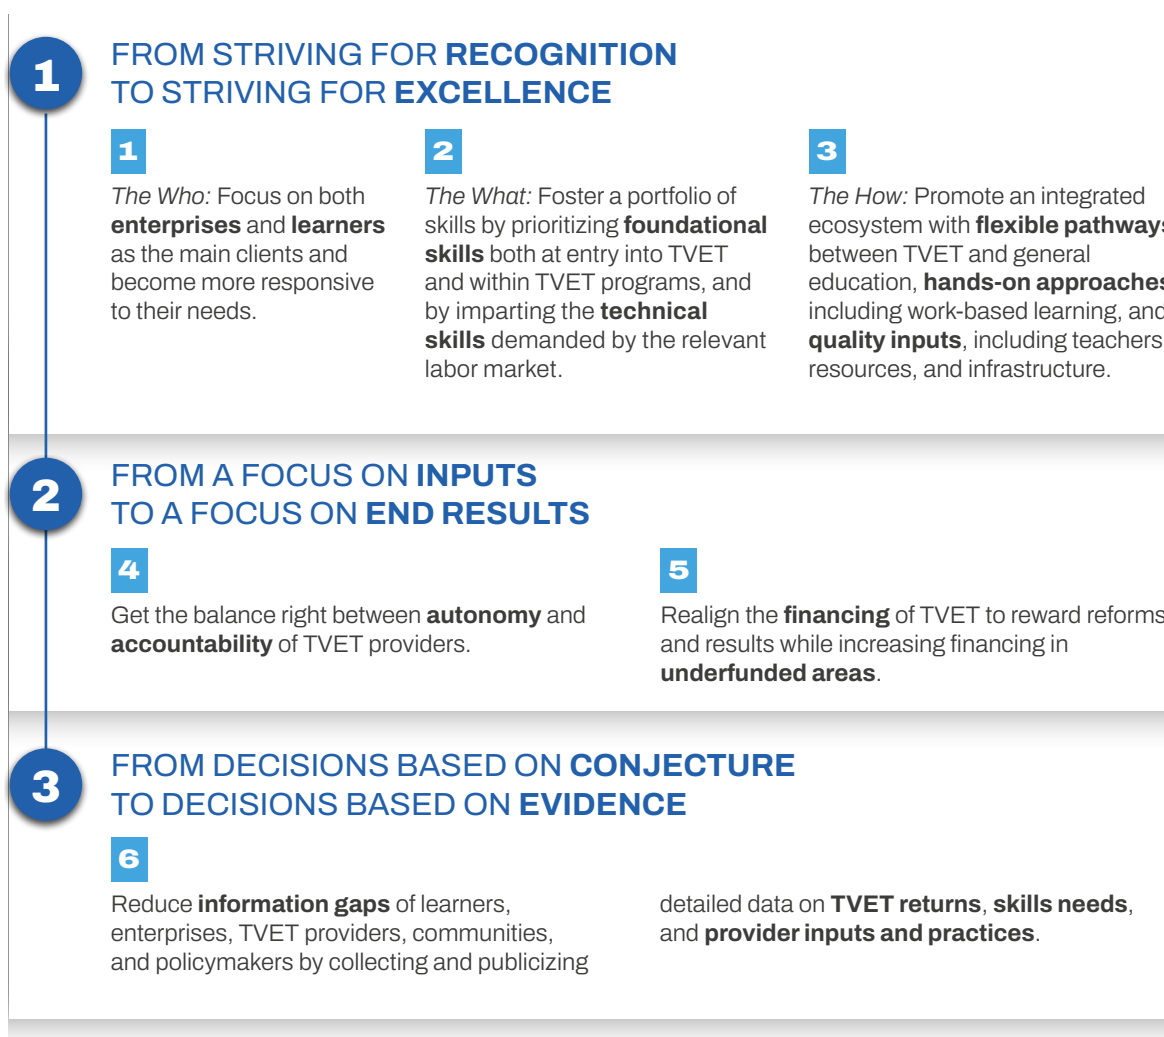 1
FROM STRIVING FOR RECOGNITION
TO STRIVING FOR EXCELLENCE
1
The Who: Focus on both
enterprises and learners
as the main clients and
become more responsive
to their needs.
2
The What: Foster a portfolio of
skills by prioritizing foundational
skills both at entry into TVET
and within TVET programs, and
by imparting the technical
skills demanded by the relevant
labor market.
3
The How: Promote an integrated
ecosystem with flexible pathways
between TVET and general
education, hands-on approaches
including work-based learning, and
quality inputs, including teachers
resources, and infrastructure.
2
FROM A FOCUS ON INPUTS
TO A FOCUS ON END RESULTS
4
Get the balance right between autonomy and
accountability of TVET providers.
5
Realign the financing of TVET to reward reforms
and results while increasing financing in
underfunded areas.
3
FROM DECISIONS BASED ON CONJECTURE
TO DECISIONS BASED ON EVIDENCE
6
Reduce information gaps of learners,
enterprises, TVET providers, communities,
and policymakers by collecting and publicizing
detailed data on TVET returns, skills needs,
and provider inputs and practices.